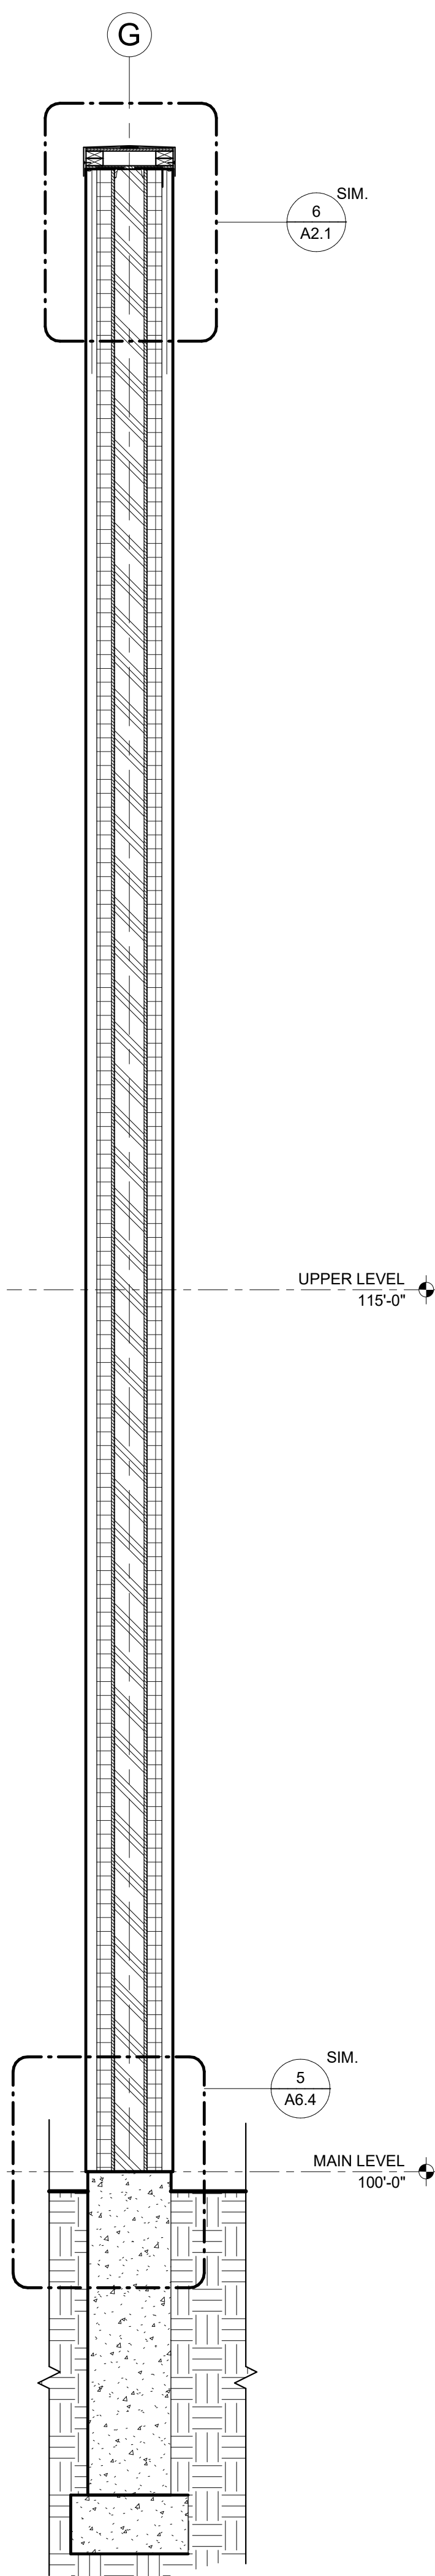 G
SIM.
6
A2.1
UPPER LEVEL
115'-0"
SIM.
5
A6.4
MAIN LEVEL
100'-0"